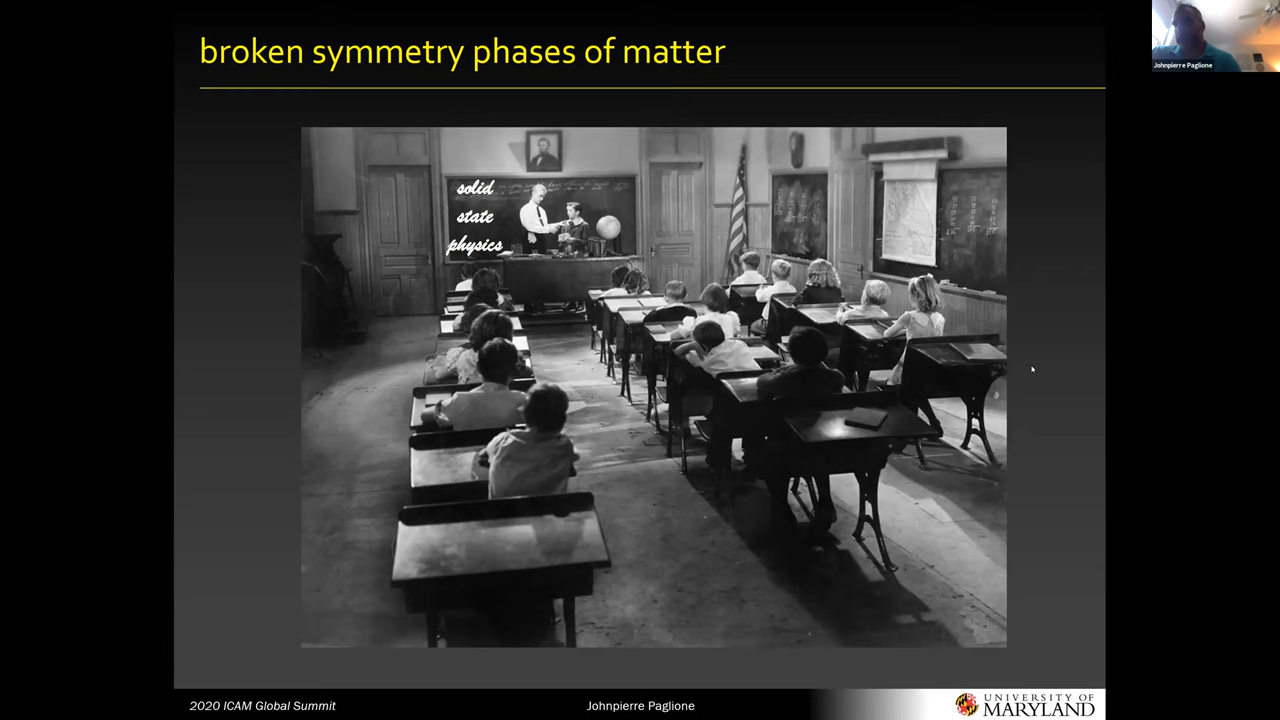 broken symmetry phases of matter
Johnpierre Paglione
solid
state
physics
2020 ICAM Global Summit
Johnpierre Paglione
UNIVERSITY OF
MARYLAND